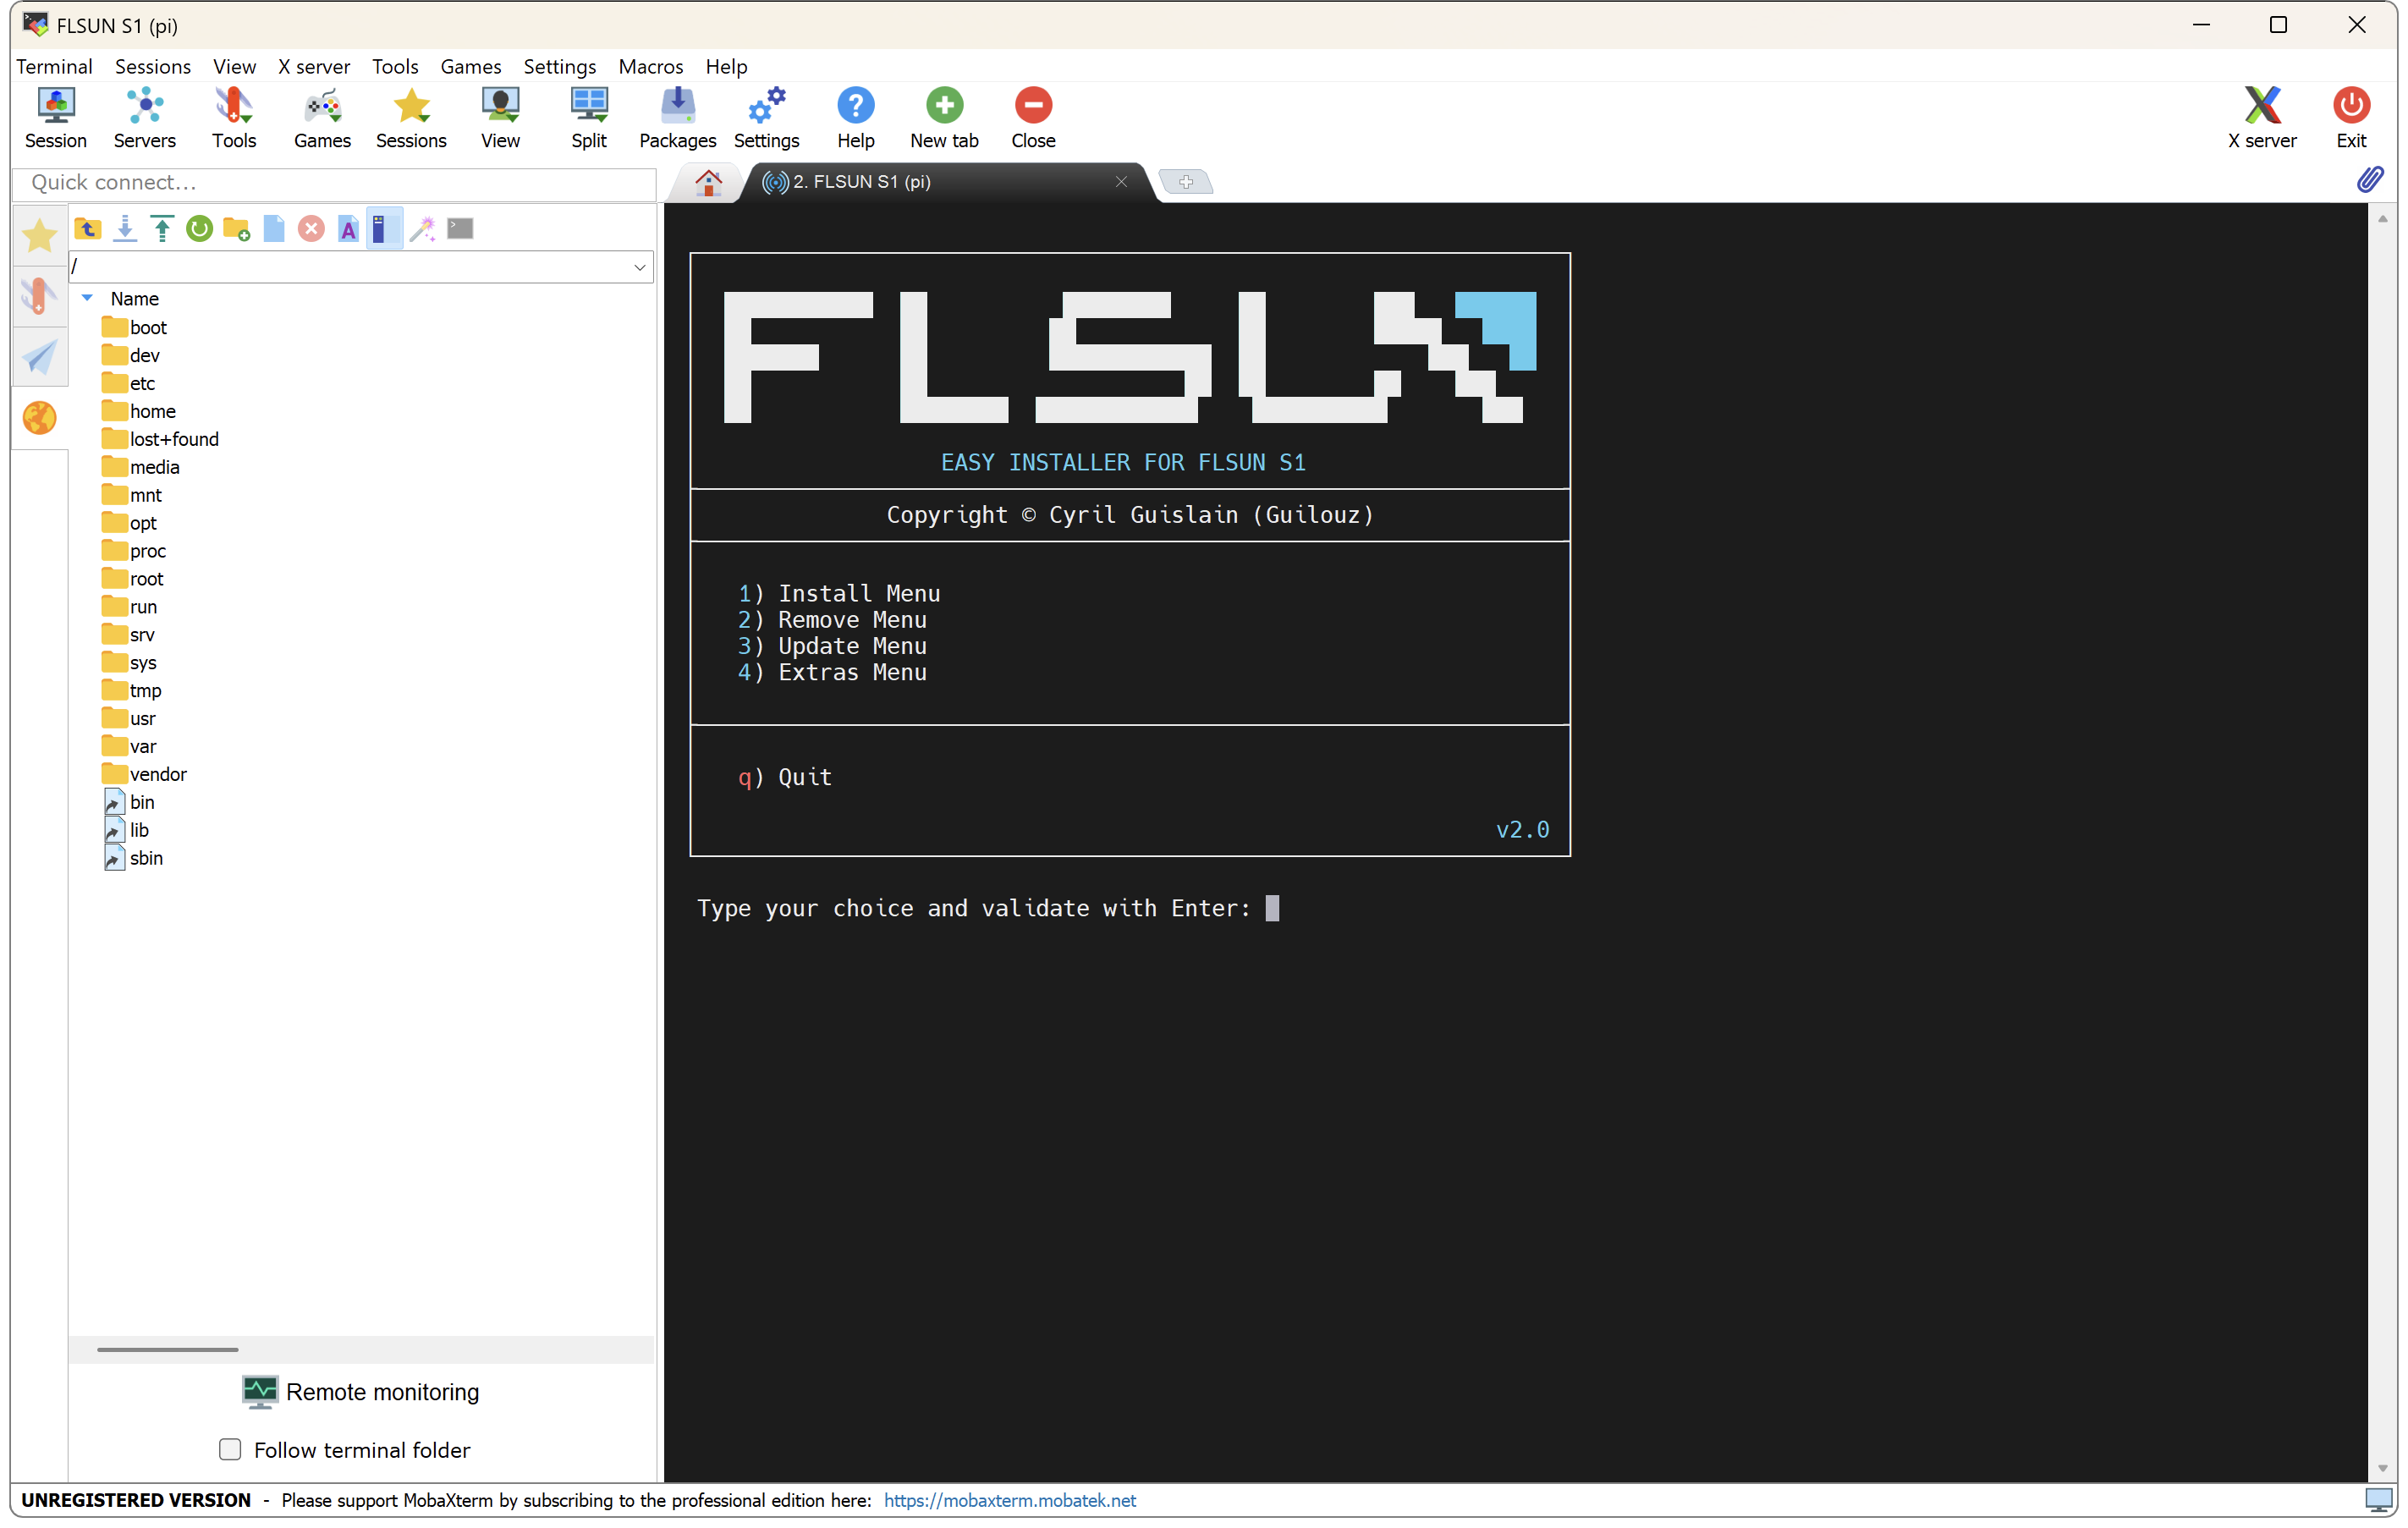 FLSUN S1 (pi)
Terminal Sessions View X server Tools Games Settings Macros Help
Session Servers Tools Games Sessions View Split Packages Settings Help New tab Close X server Exit
Quick connect...
2. FLSUN S1 (pi)
/
Name
boot
dev
etc
home
lost+found
media
mnt
opt
proc
root
run
srv
sys
tmp
usr
var
vendor
bin
lib
sbin
Remote monitoring
Follow terminal folder
FLSUN
EASY INSTALLER FOR FLSUN S1
Copyright © Cyril Guislain (Guilouz)
1) Install Menu
2) Remove Menu
3) Update Menu
4) Extras Menu
q) Quit
v2.0
Type your choice and validate with Enter:
UNREGISTERED VERSION - Please support MobaXterm by subscribing to the professional edition here: https://mobaxterm.mobatek.net